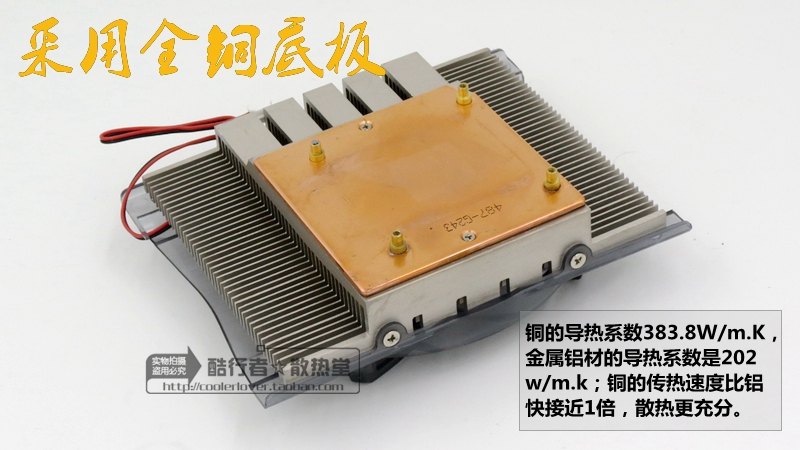 采用全铜底板
487-G243
铜的导热系数383.8W/m.K，
金属铝材的导热系数是202
w/m.k；铜的传热速度比铝
快接近1倍，散热更充分。
实物拍摄
盗用必究
酷行者 散热堂
http://coolerlover.taobao.com